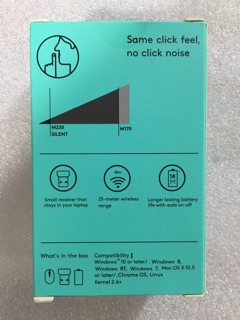 Same click feel,
no click noise
M220
SILENT
M170
25m
18
Small receiver that
stays in your laptop
25-meter wireless
range
Longer lasting battery
life with auto on-off
What's in the box
Compatibility
Windows® 10 or later/ , Windows 8,
Windows RT, Windows 7, Mac OS X 10.5
or later/ ,Chrome OS, Linux
Kernel 2.6+